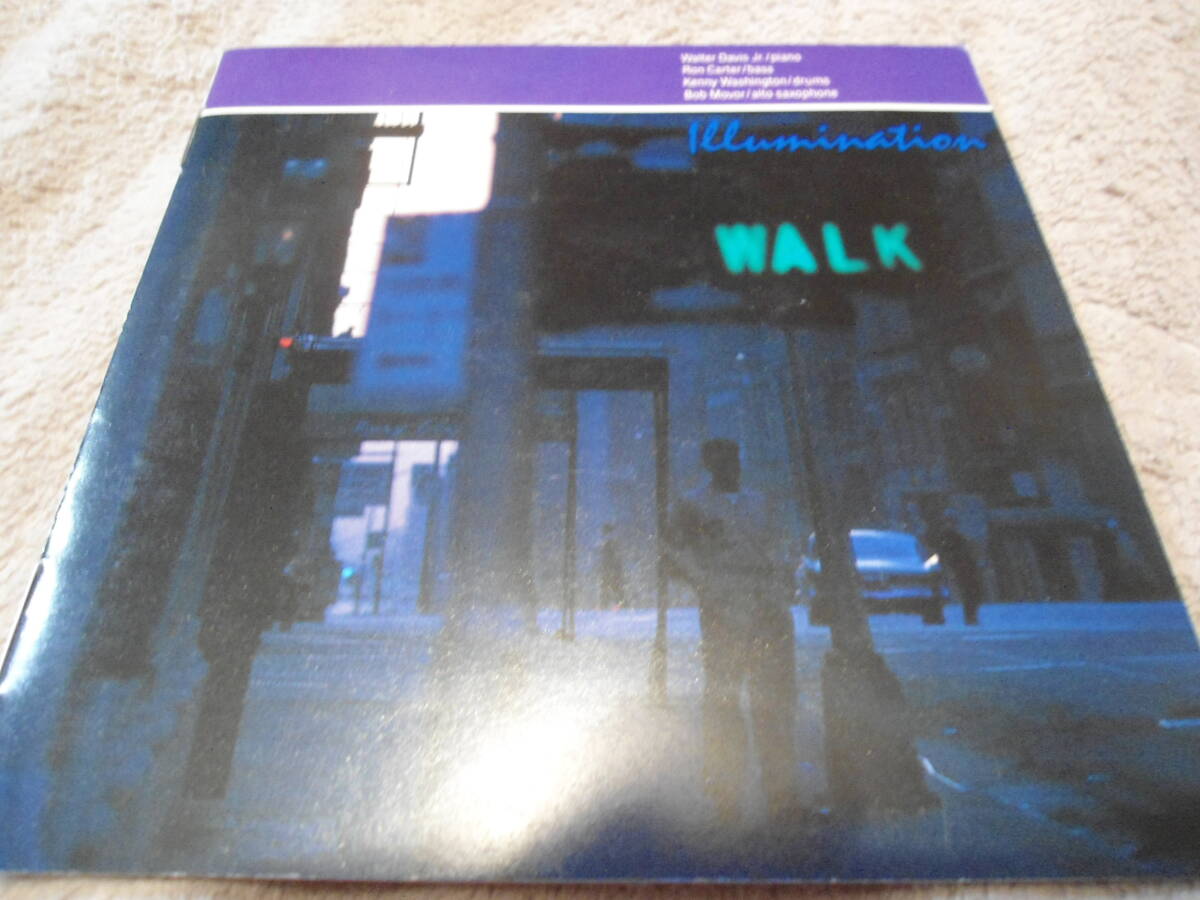 Walter Davis Jr./piano
Ron Carter/bass
Kenny Washington/drums
Bob Mover/alto saxophone
Illumination
WALK